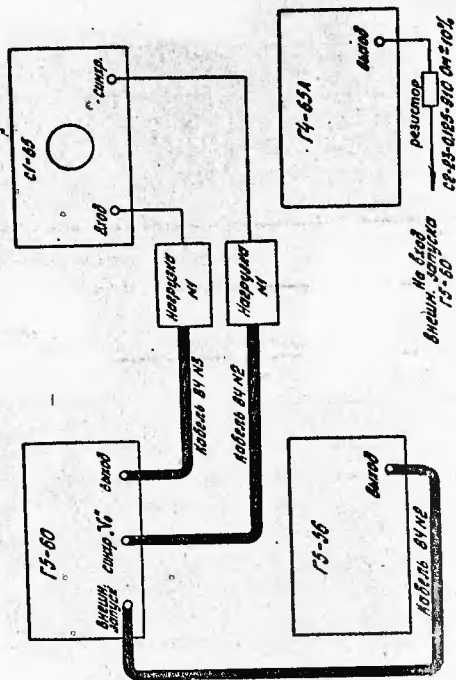 С1-65
Вход
синхр.
Нагрузка
№1
Нагрузка
№1
Кабель ВЧ №3
Кабель ВЧ №2
Г5-60
Внешн.
запуск
синхр. "V₀"
Выход
Г5-56
Выход
Кабель ВЧ №2
Г4-65А
Выход
резистор
С2-23-0,125-910 Ом±10%
На вход
внешн. запуска
Г5-60